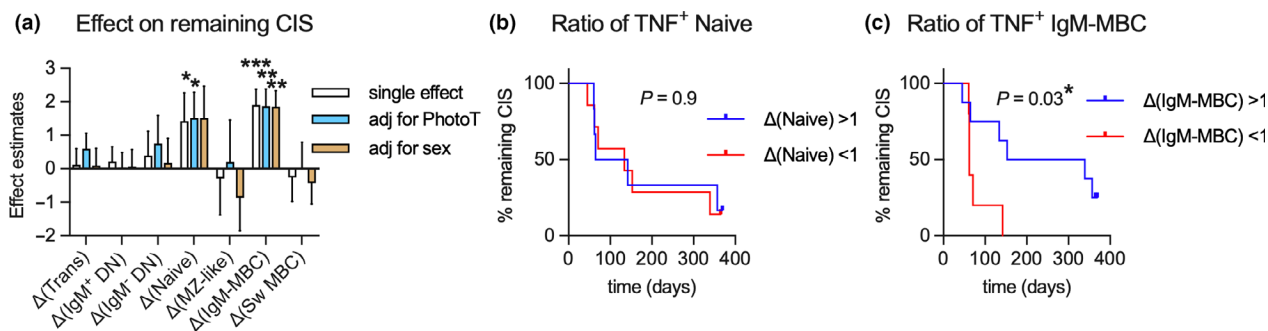 (a) Effect on remaining CIS
Effect estimates
3
2
1
0
−1
−2
* *
***
**
**
single effect
adj for PhotoT
adj for sex
Δ(Trans)
Δ(IgM⁺ DN)
Δ(IgM⁻ DN)
Δ(Naive)
Δ(MZ-like)
Δ(IgM-MBC)
Δ(Sw MBC)
(b) Ratio of TNF⁺ Naive
% remaining CIS
100
50
0
P = 0.9
Δ(Naive) >1
Δ(Naive) <1
0 100 200 300 400
time (days)
(c) Ratio of TNF⁺ IgM-MBC
% remaining CIS
100
50
0
P = 0.03*
Δ(IgM-MBC) >1
Δ(IgM-MBC) <1
0 100 200 300 400
time (days)